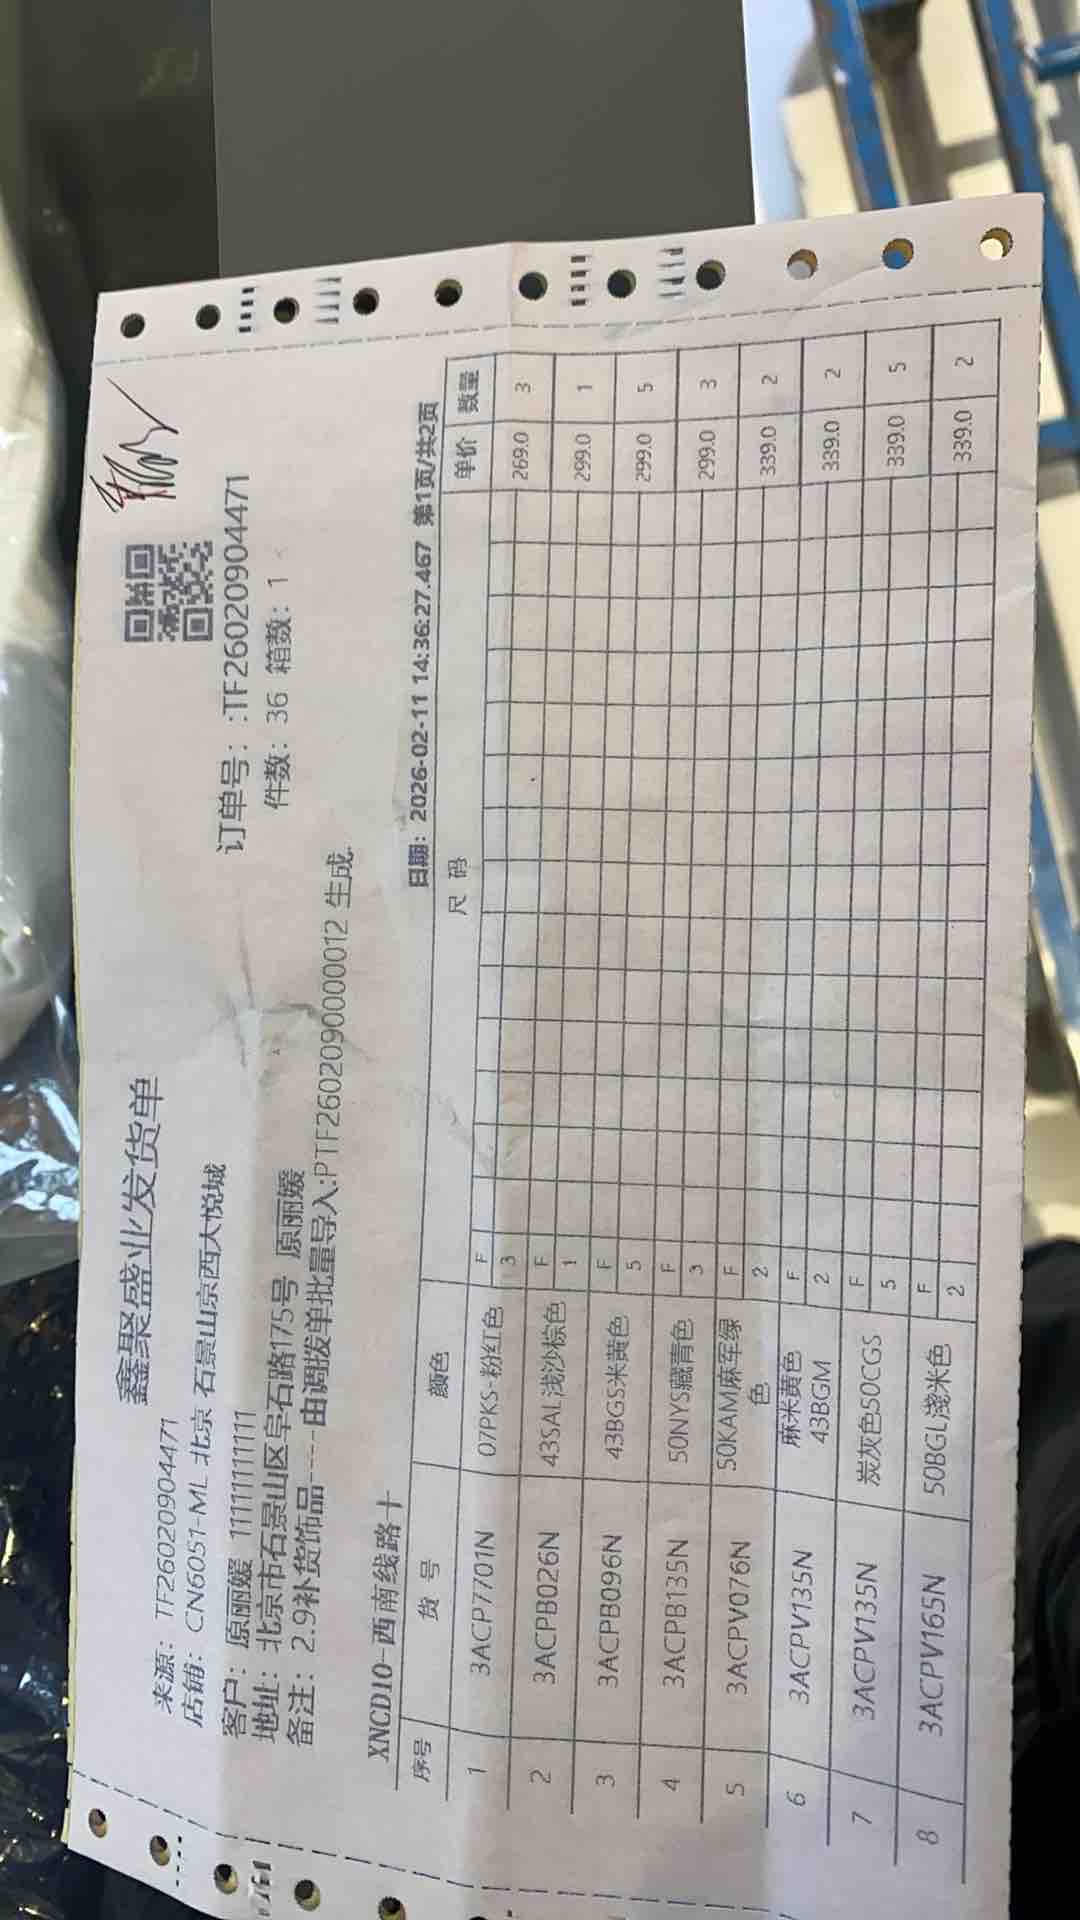 鑫聚盛业发货单
来源：TF26020904471
店铺：CN6051-ML 北京 石景山京西大悦城
订单号：:TF26020904471
客户：原丽媛 11111111111
件数：36 箱数：1
地址：北京市石景山区阜石路175号 原丽媛
备注：2.9补货饰品----由调拨单批量导入:PTF2602090000012 生成.
XNCD10-西南线路十
日期：2026-02-11 14:36:27.467 第1页/共2页
序号 货号 颜色 尺码 单价 数量
1 3ACP7701N 07PKS-粉红色 F 3 269.0 3
2 3ACPB026N 43SAL浅沙棕色 F 1 299.0 1
3 3ACPB096N 43BGS米黄色 F 5 299.0 5
4 3ACPB135N 50NYS藏青色 F 3 299.0 3
5 3ACPV076N 50KAM麻军绿色 F 2 339.0 2
6 3ACPV135N 麻米黄色43BGM F 2 339.0 2
7 3ACPV135N 炭灰色50CGS F 5 339.0 5
8 3ACPV165N 50BGL淺米色 F 2 339.0 2